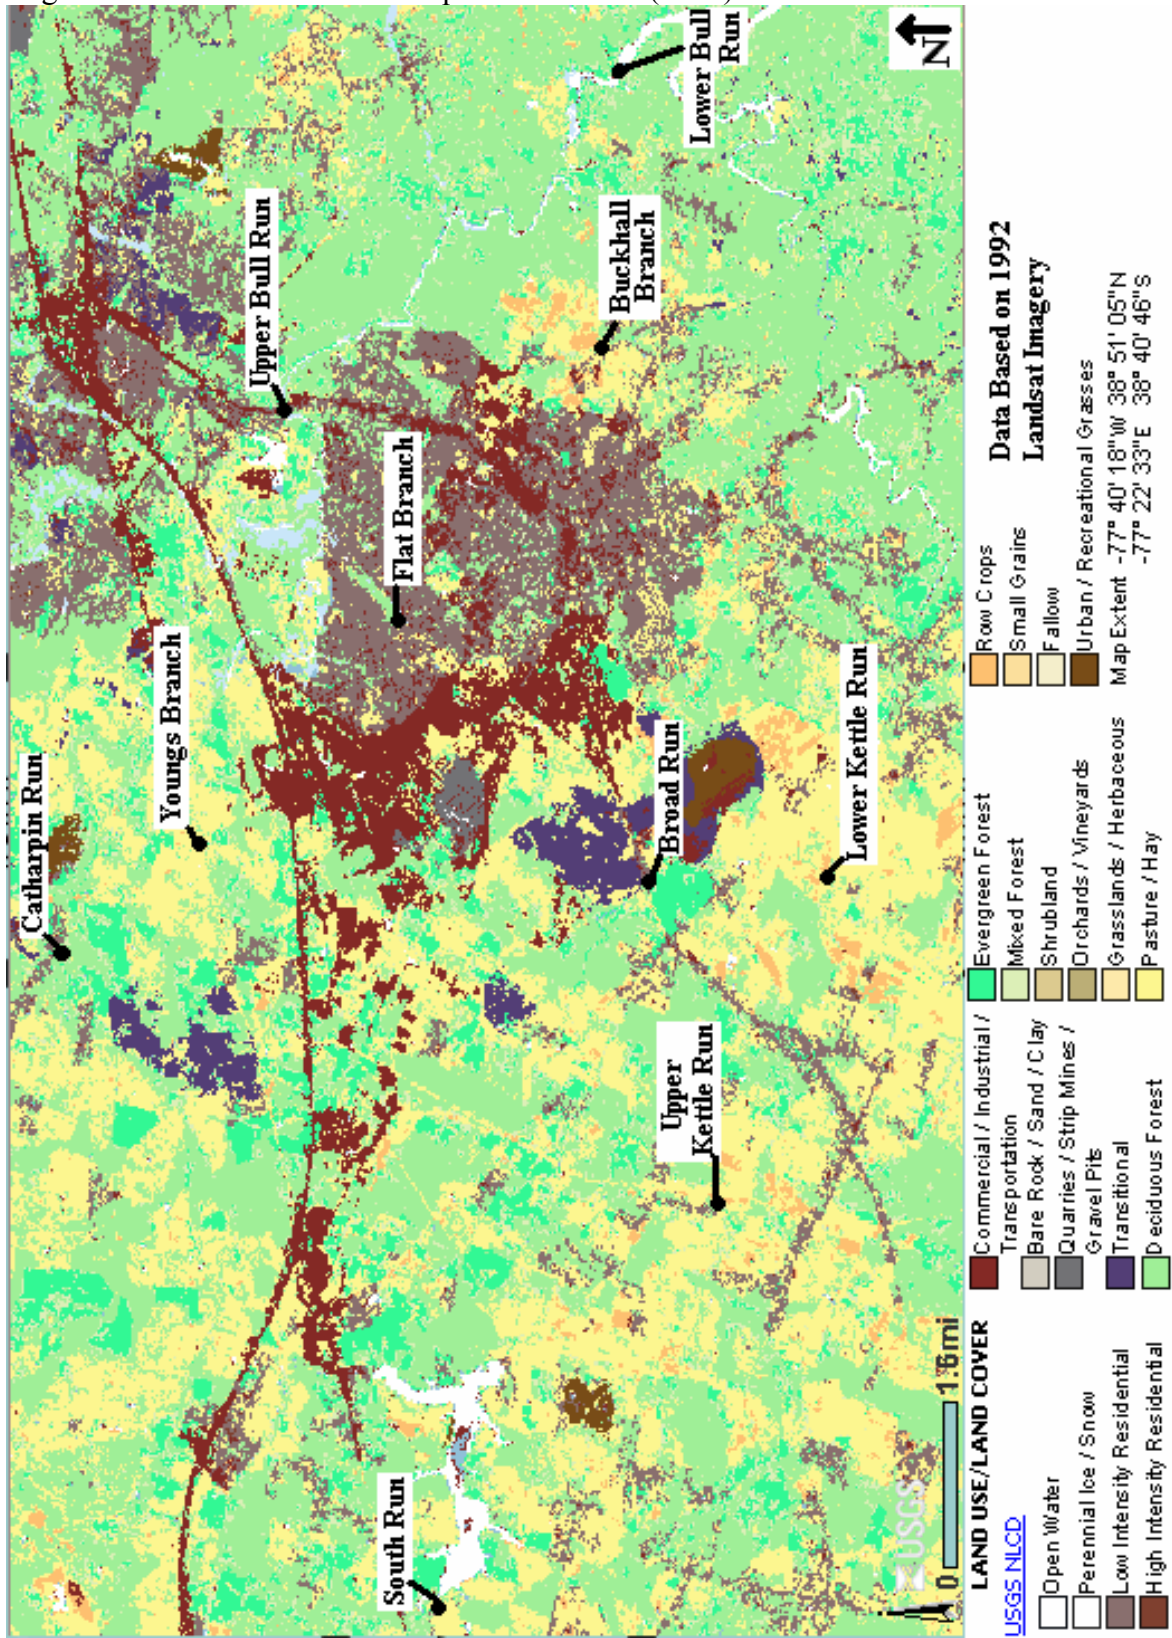 Catharpin Run
Youngs Branch
Upper Bull Run
Lower Bull
Run
Flat Branch
Buckhall
Branch
South Run
Upper
Kettle Run
Broad Run
Lower Kettle Run
N
USGS
0 1.6mi
LAND USE/LAND COVER
USGS NLCD
Open Water
Perennial Ice / Snow
Low Intensity Residential
High Intensity Residential
Commercial / Industrial /
Transportation
Bare Rock / Sand / Clay
Quarries / Strip Mines /
Gravel Pits
Transitional
Deciduous Forest
Evergreen Forest
Mixed Forest
Shrubland
Orchards / Vineyards
Grasslands / Herbaceous
Pasture / Hay
Row Crops
Small Grains
Fallow
Urban / Recreational Grasses
Data Based on 1992
Landsat Imagery
Map Extent -77° 40' 18"W 38° 51' 05"N
-77° 22' 33"E 38° 40' 46"S